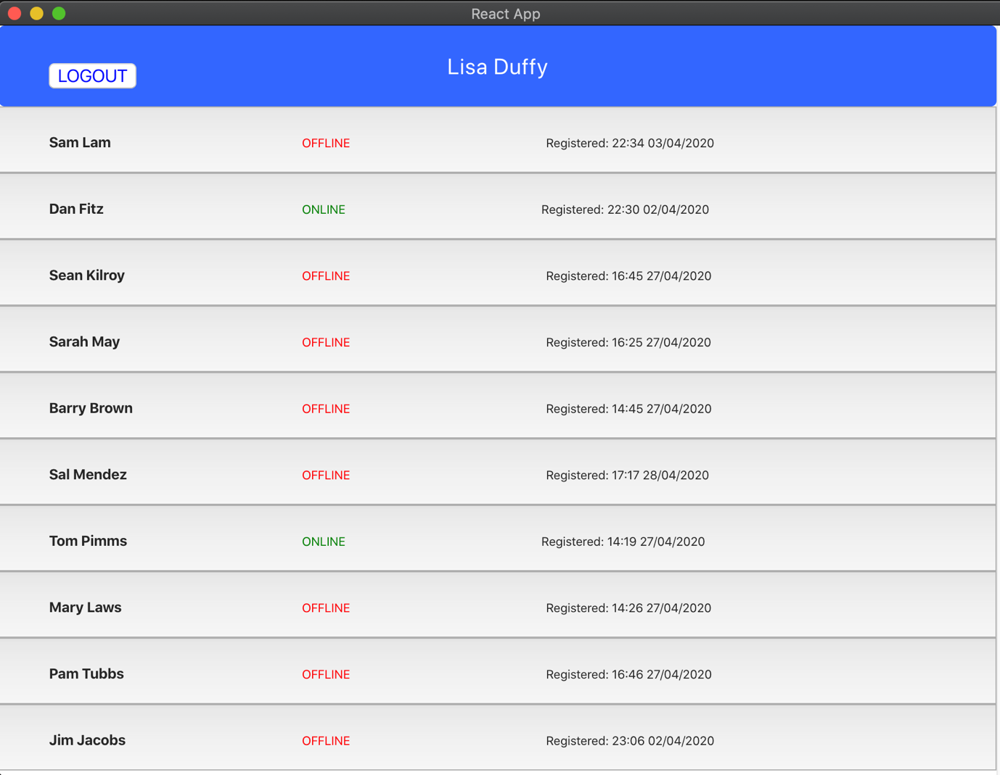 React App
LOGOUT Lisa Duffy
Sam Lam OFFLINE Registered: 22:34 03/04/2020
Dan Fitz ONLINE Registered: 22:30 02/04/2020
Sean Kilroy OFFLINE Registered: 16:45 27/04/2020
Sarah May OFFLINE Registered: 16:25 27/04/2020
Barry Brown OFFLINE Registered: 14:45 27/04/2020
Sal Mendez OFFLINE Registered: 17:17 28/04/2020
Tom Pimms ONLINE Registered: 14:19 27/04/2020
Mary Laws OFFLINE Registered: 14:26 27/04/2020
Pam Tubbs OFFLINE Registered: 16:46 27/04/2020
Jim Jacobs OFFLINE Registered: 23:06 02/04/2020